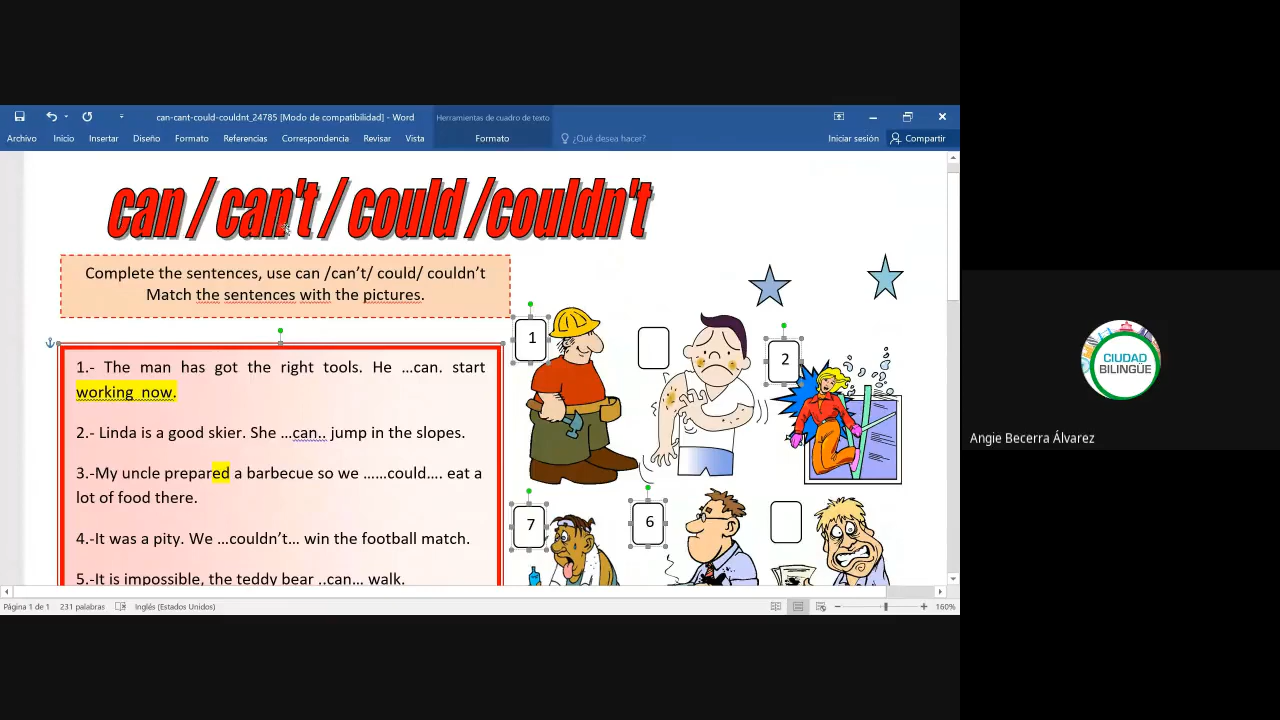 can-cant-could-couldnt_24785 [Modo de compatibilidad] - Word
Herramientas de cuadro de texto
Archivo Inicio Insertar Diseño Formato Referencias Correspondencia Revisar Vista Formato ¿Qué desea hacer? Iniciar sesión Compartir
can / can't / could /couldn't
Complete the sentences, use can /can’t/ could/ couldn’t
Match the sentences with the pictures.
1.- The man has got the right tools. He …can. start
working now.
2.- Linda is a good skier. She …can.. jump in the slopes.
3.-My uncle prepared a barbecue so we ……could…. eat a
lot of food there.
4.-It was a pity. We …couldn’t… win the football match.
5.-It is impossible, the teddy bear ..can… walk.
1
2
7
6
Página 1 de 1 231 palabras Inglés (Estados Unidos) 160%
CIUDAD
BILINGÜE
Angie Becerra Álvarez